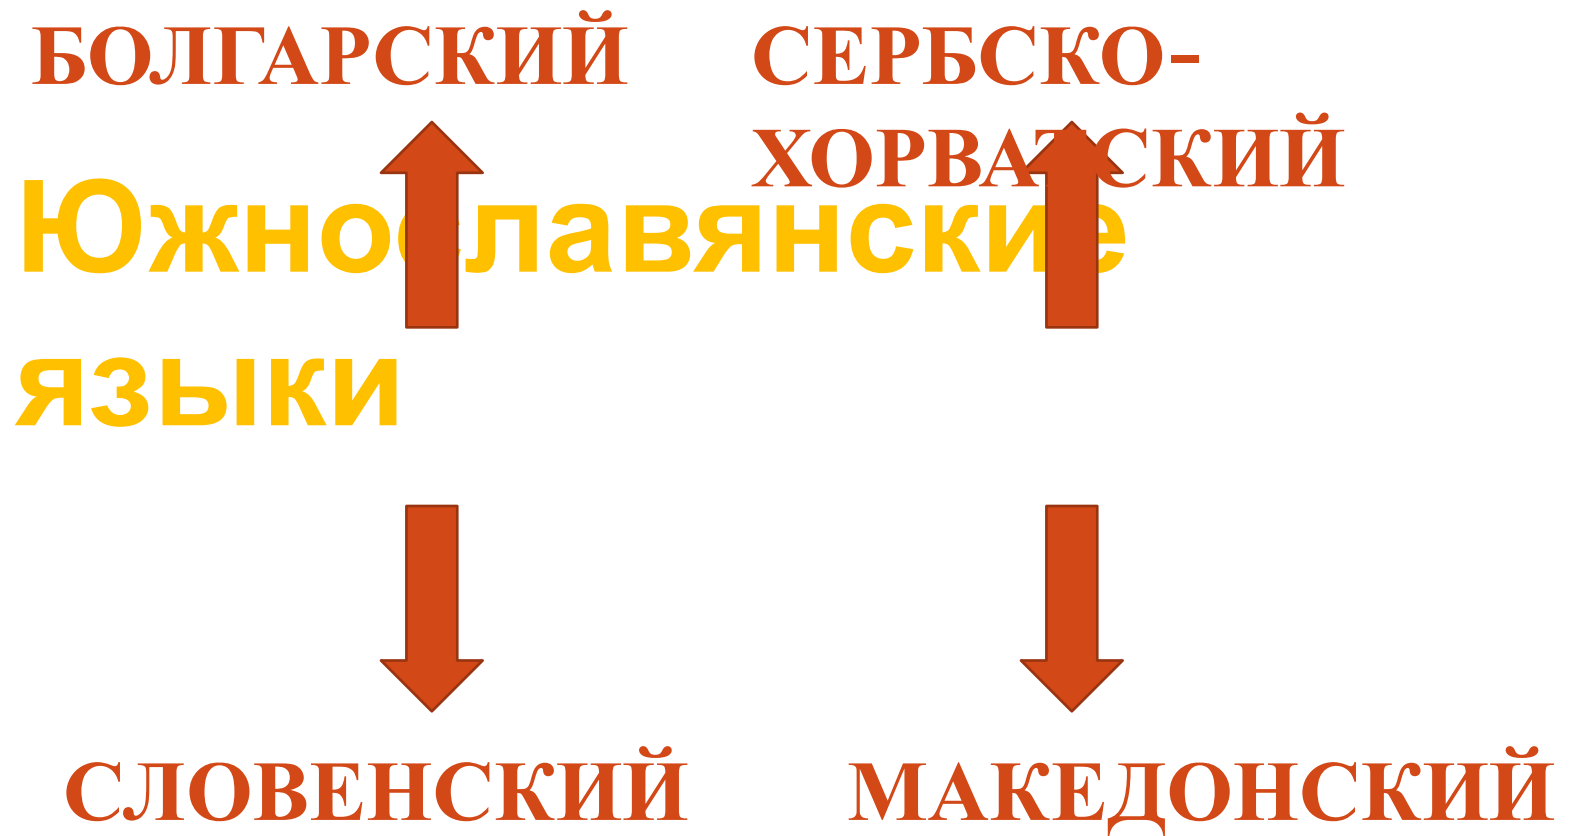 БОЛГАРСКИЙ
СЕРБСКО-
ХОРВАТСКИЙ
Южнославянские
языки
СЛОВЕНСКИЙ
МАКЕДОНСКИЙ